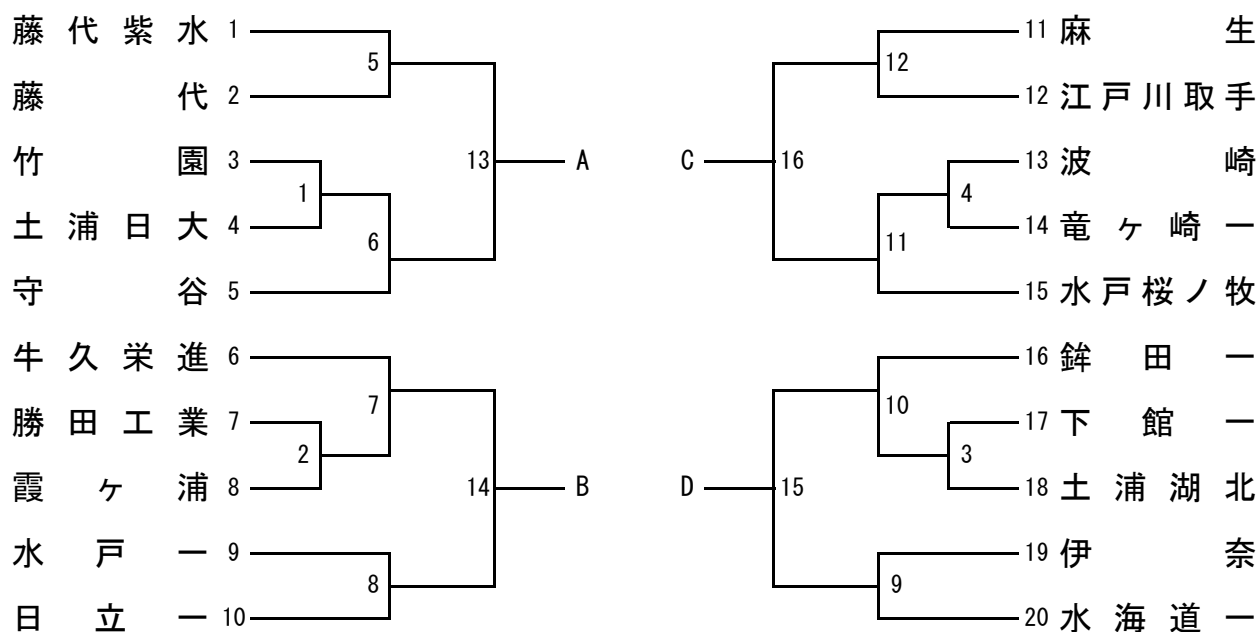 藤代紫水 1
藤代 2
竹園 3
土浦日大 4
守谷 5
牛久栄進 6
勝田工業 7
霞ヶ浦 8
水戸一 9
日立一 10
5
1
6
13
A
7
2
14
B
8
11 麻生
12 江戸川取手
13 波崎
14 竜ヶ崎一
15 水戸桜ノ牧
16 鉾田一
17 下館一
18 土浦湖北
19 伊奈
20 水海道一
12
C
16
4
11
10
3
D
15
9